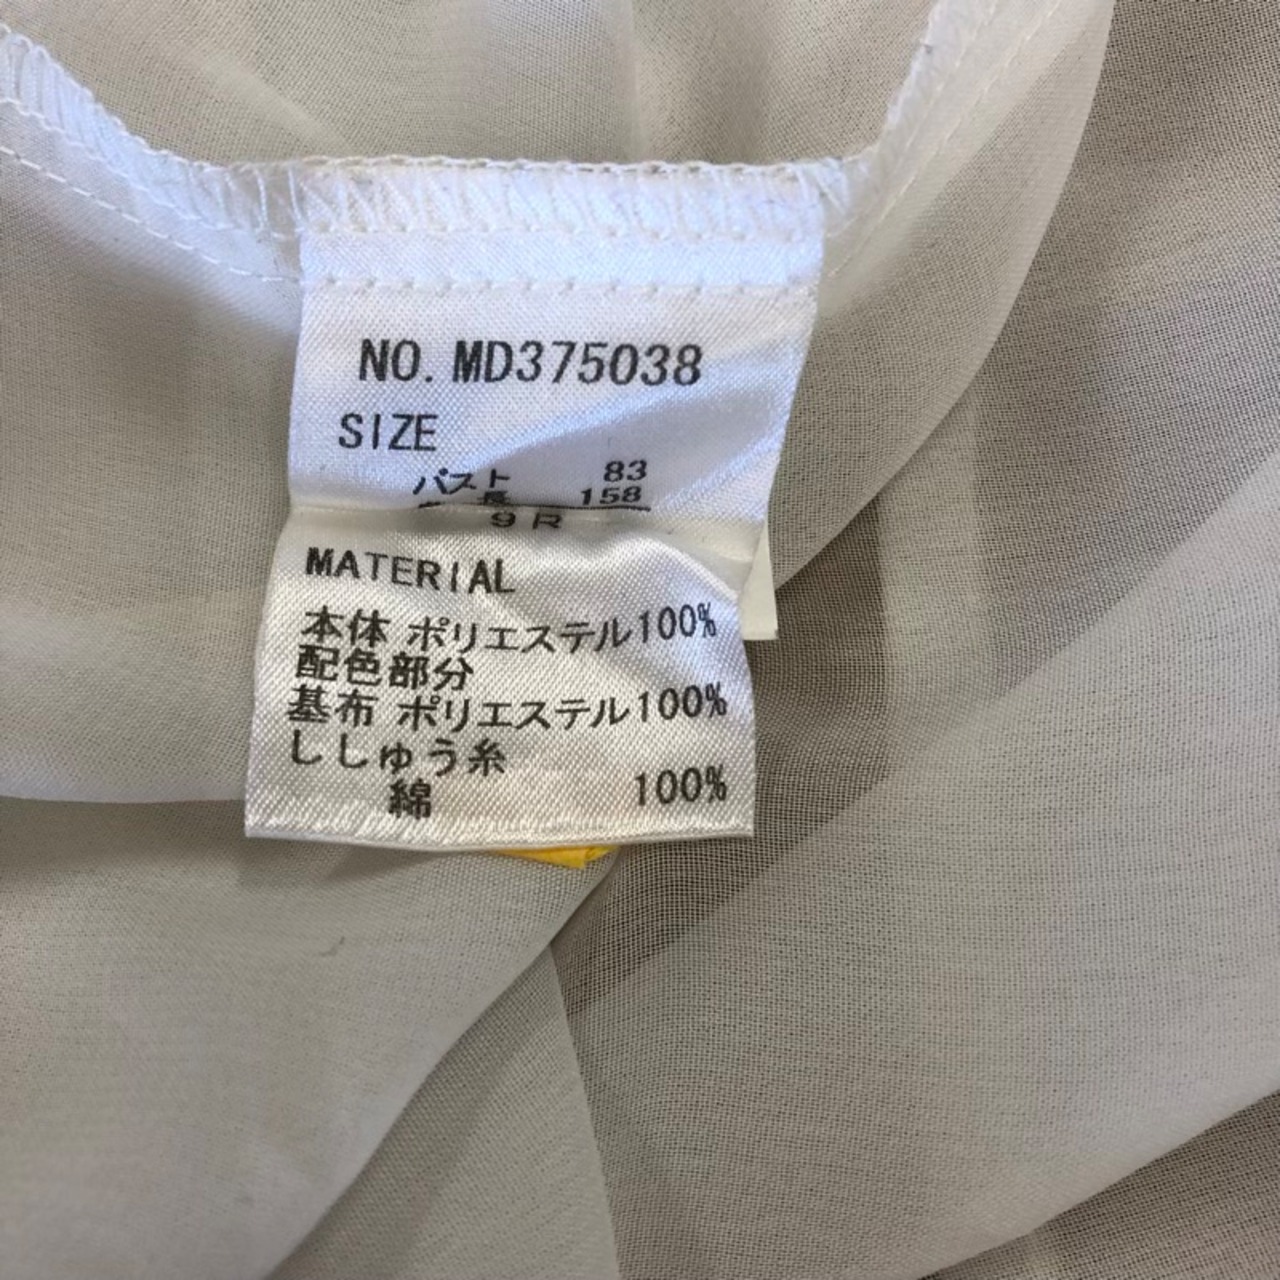 NO. MD375038
SIZE
バスト 83
身長 158
9R
MATERIAL
本体 ポリエステル100%
配色部分
基布 ポリエステル100%
ししゅう糸
綿 100%